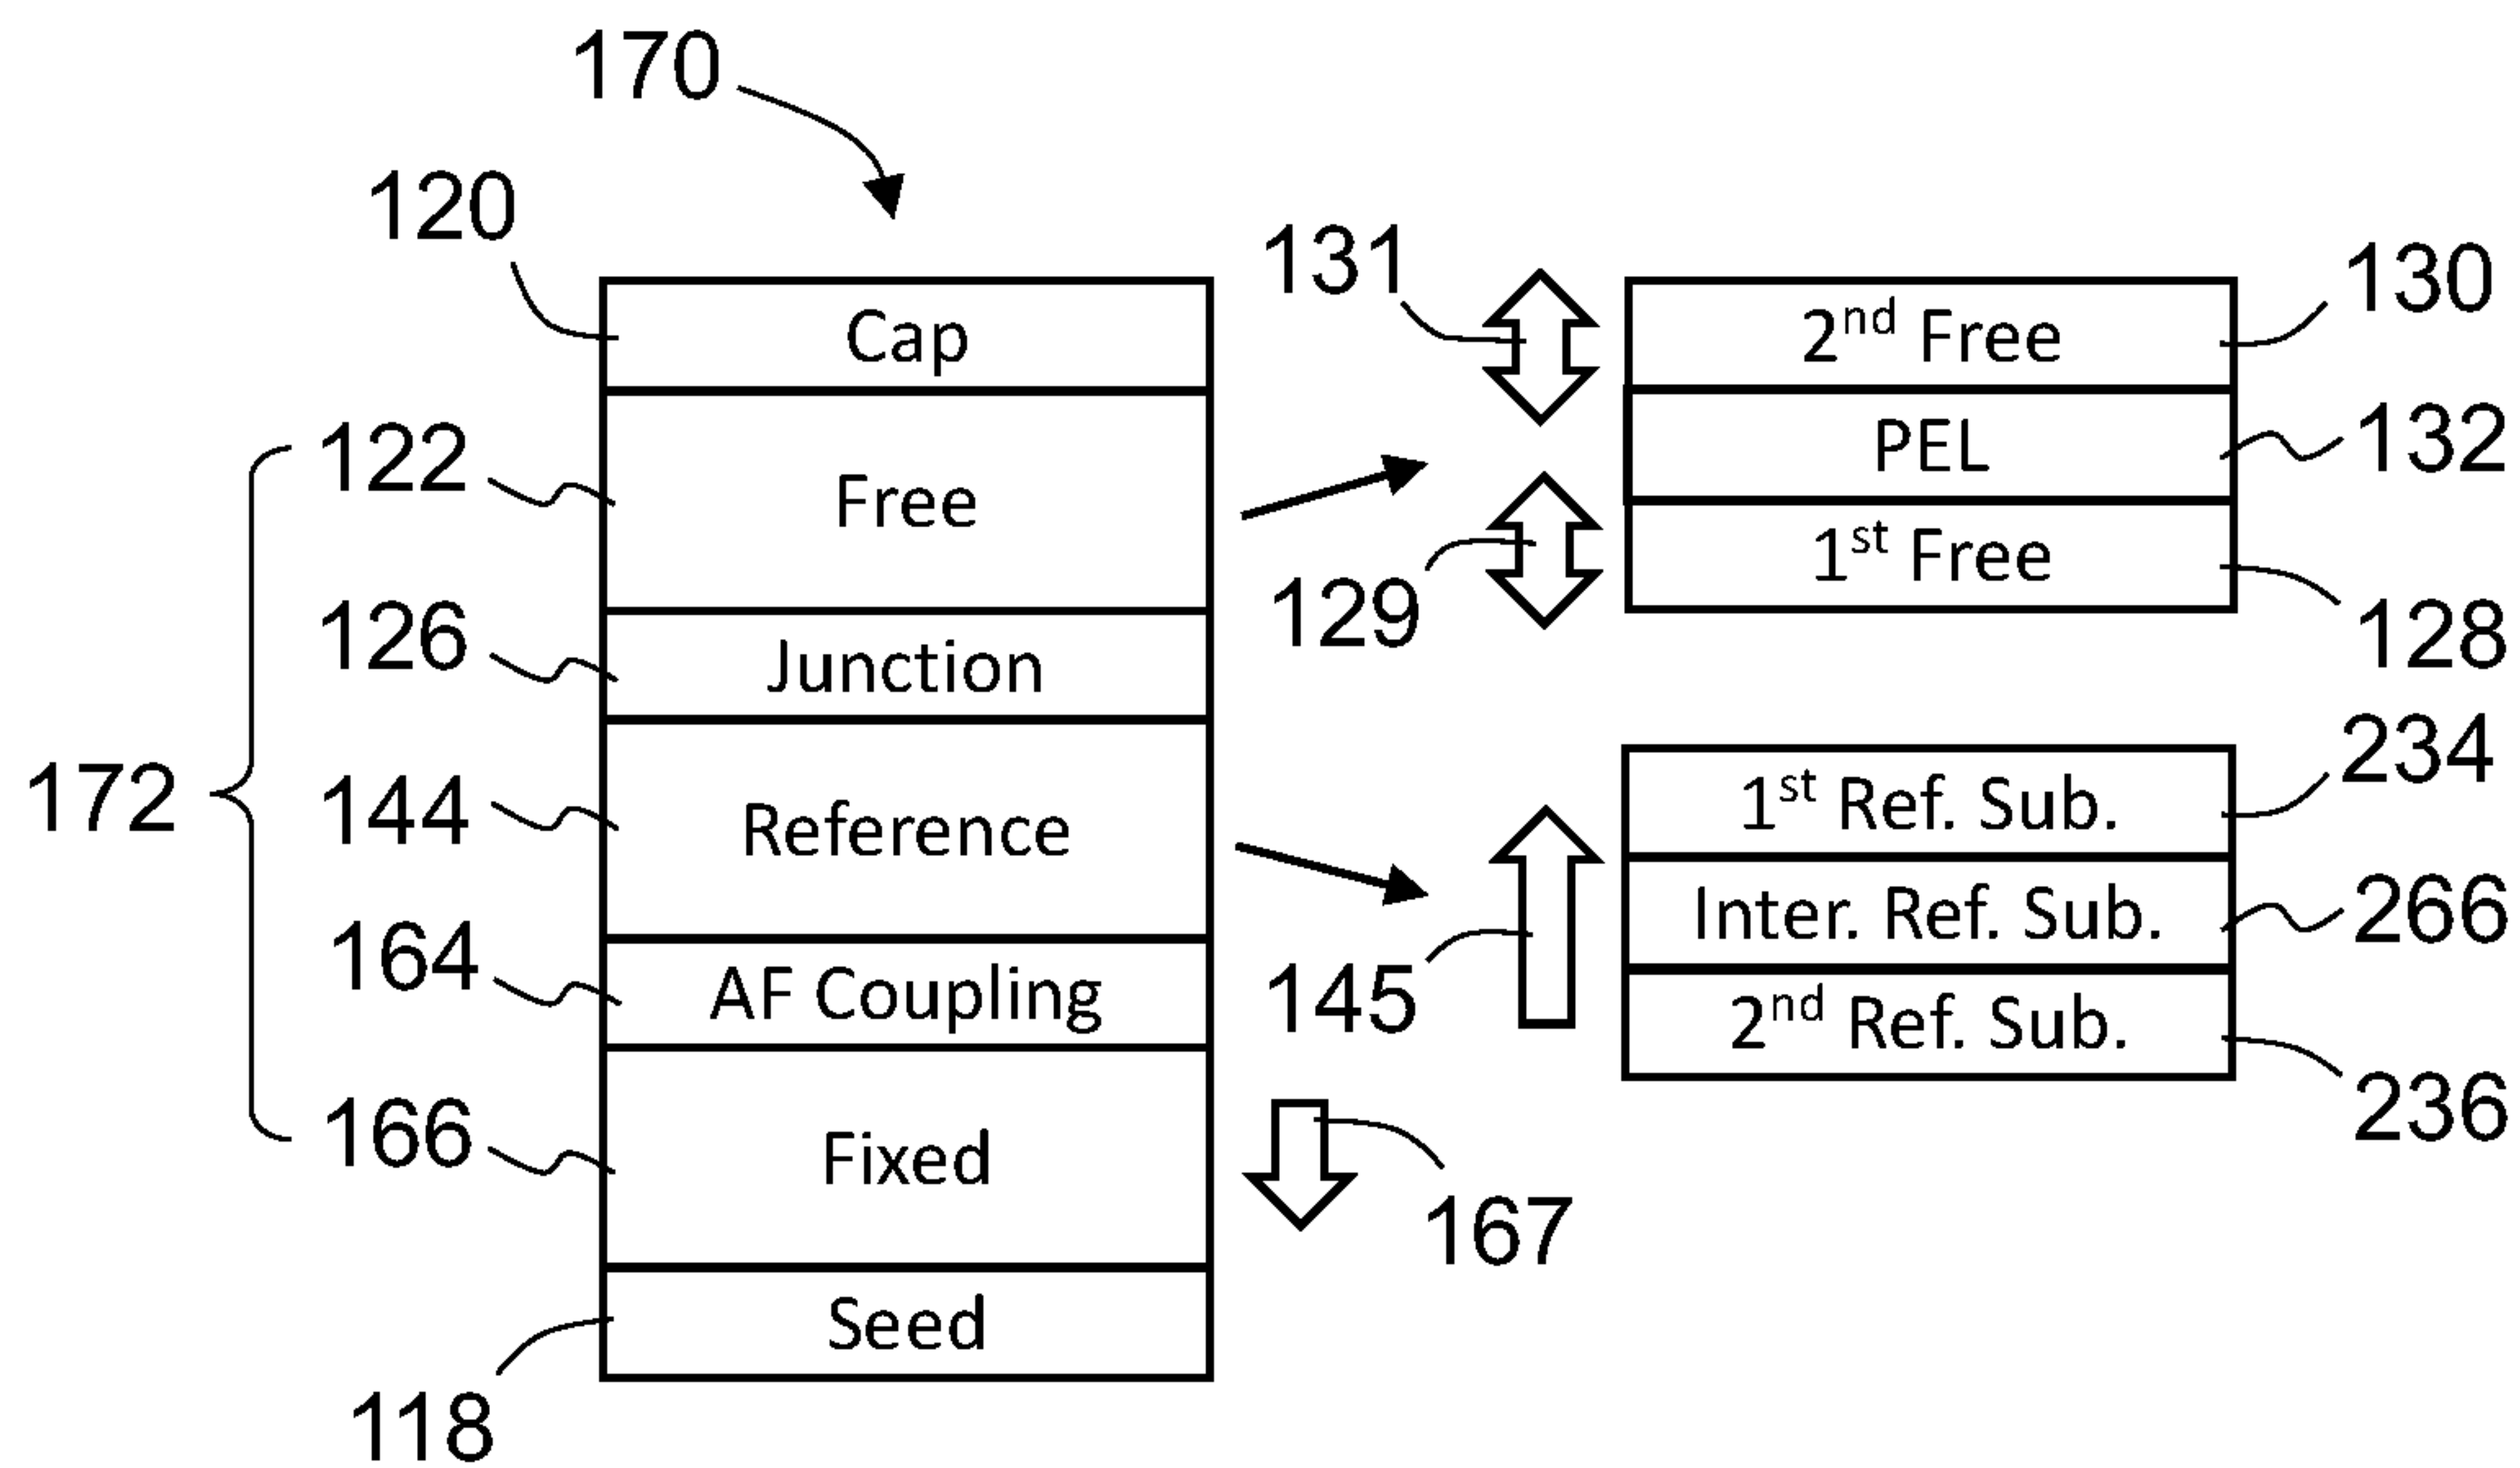 170
120
131
130
Cap
2nd Free
122
Free
PEL
132
129
1st Free
128
126
Junction
172
144
Reference
234
1st Ref. Sub.
Inter. Ref. Sub.
266
164
AF Coupling
145
2nd Ref. Sub.
236
166
Fixed
167
Seed
118